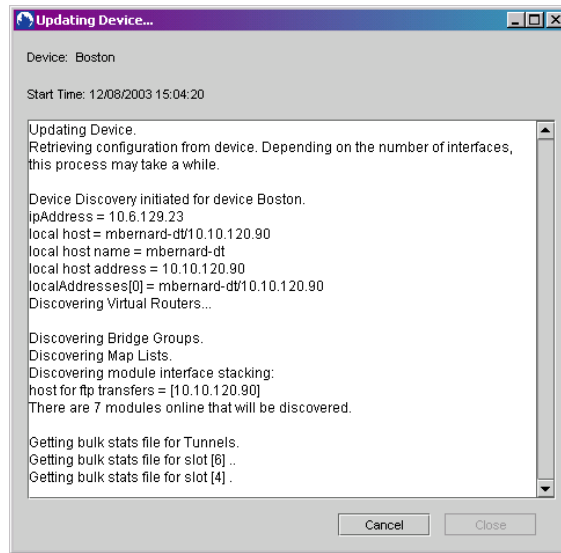 Updating Device...
Device: Boston
Start Time: 12/08/2003 15:04:20
Updating Device.
Retrieving configuration from device. Depending on the number of interfaces,
this process may take a while.
Device Discovery initiated for device Boston.
ipAddress = 10.6.129.23
local host = mbernard-dt/10.10.120.90
local host name = mbernard-dt
local host address = 10.10.120.90
localAddresses[0] = mbernard-dt/10.10.120.90
Discovering Virtual Routers...
Discovering Bridge Groups.
Discovering Map Lists.
Discovering module interface stacking:
host for ftp transfers = [10.10.120.90]
There are 7 modules online that will be discovered.
Getting bulk stats file for Tunnels.
Getting bulk stats file for slot [6] ..
Getting bulk stats file for slot [4] .
Cancel Close